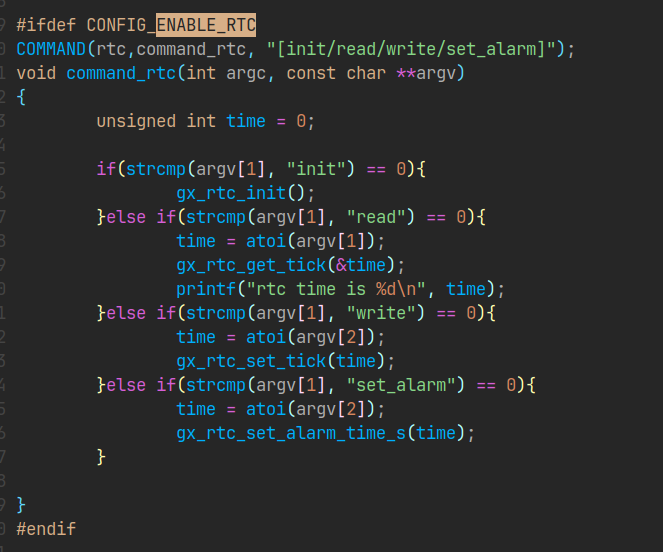 #ifdef CONFIG_ENABLE_RTC
COMMAND(rtc,command_rtc, "[init/read/write/set_alarm]");
void command_rtc(int argc, const char **argv)
{
        unsigned int time = 0;

        if(strcmp(argv[1], "init") == 0){
                gx_rtc_init();
        }else if(strcmp(argv[1], "read") == 0){
                time = atoi(argv[1]);
                gx_rtc_get_tick(&time);
                printf("rtc time is %d\n", time);
        }else if(strcmp(argv[1], "write") == 0){
                time = atoi(argv[2]);
                gx_rtc_set_tick(time);
        }else if(strcmp(argv[1], "set_alarm") == 0){
                time = atoi(argv[2]);
                gx_rtc_set_alarm_time_s(time);
        }

}
#endif